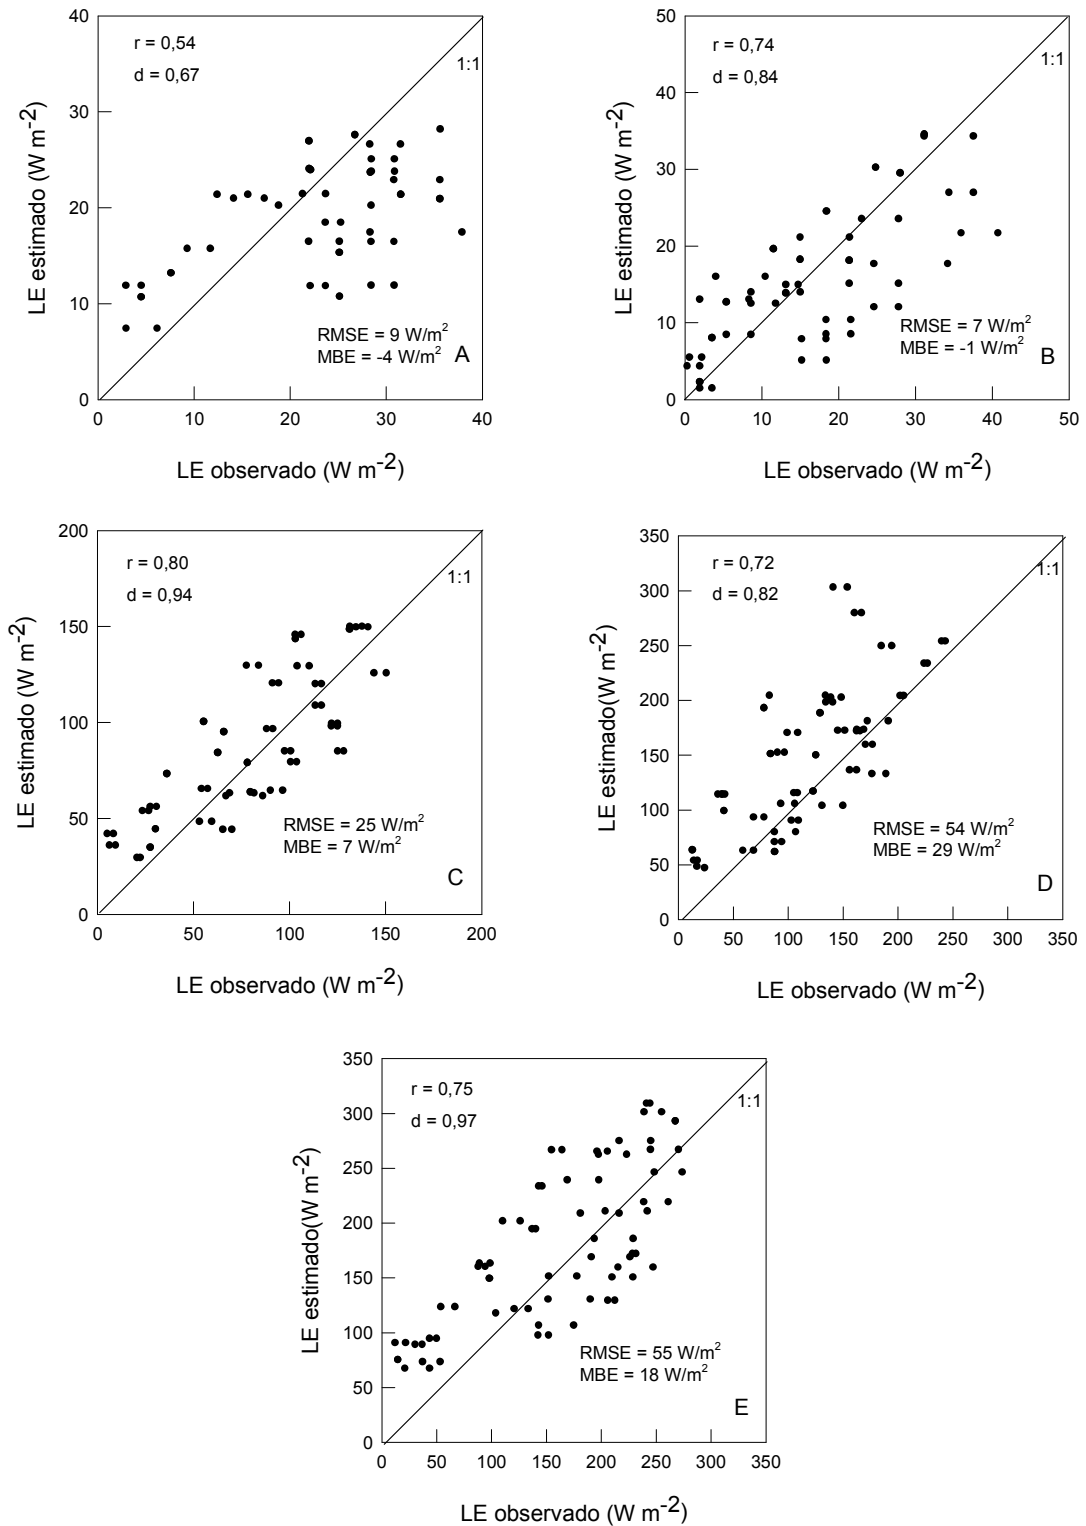 40
r = 0,54
1:1
d = 0,67
30
LE estimado (W m-2)
20
10
RMSE = 9 W/m2
MBE = -4 W/m2
A
0
0 10 20 30 40
LE observado (W m-2)
50
r = 0,74
1:1
d = 0,84
40
30
LE estimado (W m-2)
20
10
RMSE = 7 W/m2
MBE = -1 W/m2
B
0
0 10 20 30 40 50
LE observado (W m-2)
200
r = 0,80
1:1
d = 0,94
150
LE estimado (W m-2)
100
50
RMSE = 25 W/m2
MBE = 7 W/m2
C
0
0 50 100 150 200
LE observado (W m-2)
350
r = 0,72
1:1
d = 0,82
300
250
200
LE estimado(W m-2)
150
100
RMSE = 54 W/m2
MBE = 29 W/m2
50
D
0
0 50 100 150 200 250 300 350
LE observado (W m-2)
350
r = 0,75
1:1
d = 0,97
300
250
200
LE estimado(W m-2)
150
100
RMSE = 55 W/m2
MBE = 18 W/m2
50
E
0
0 50 100 150 200 250 300 350
LE observado (W m-2)